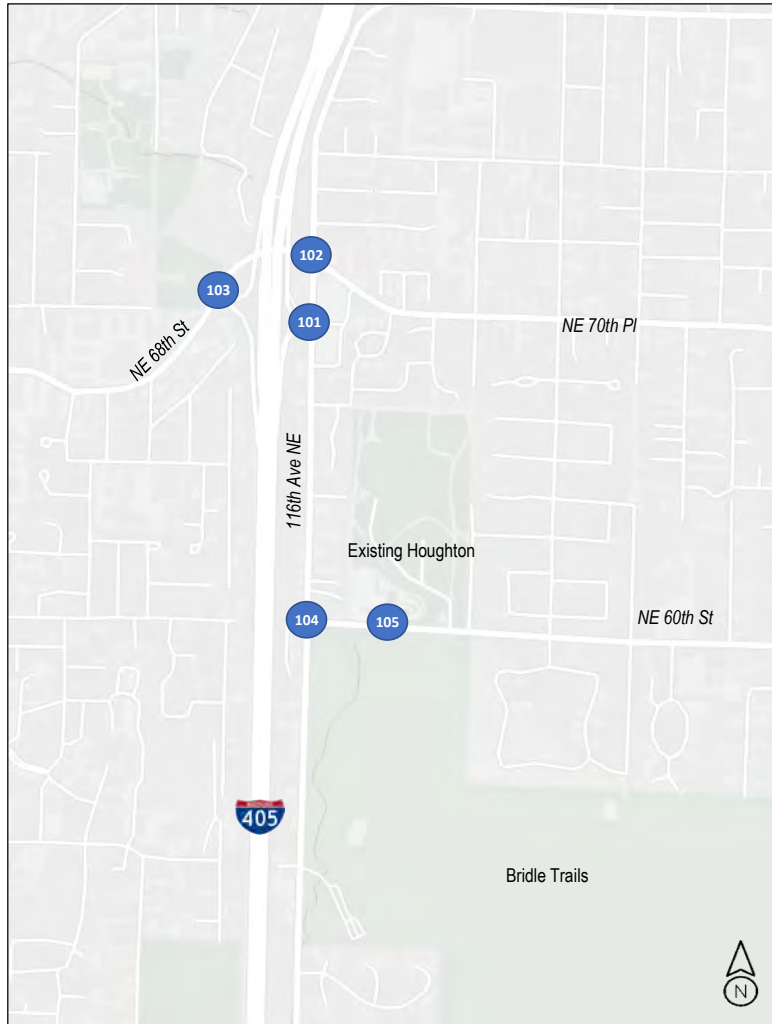 102
103
101
NE 70th Pl
NE 68th St
116th Ave NE
Existing Houghton
104
105
NE 60th St
405
Bridle Trails
N